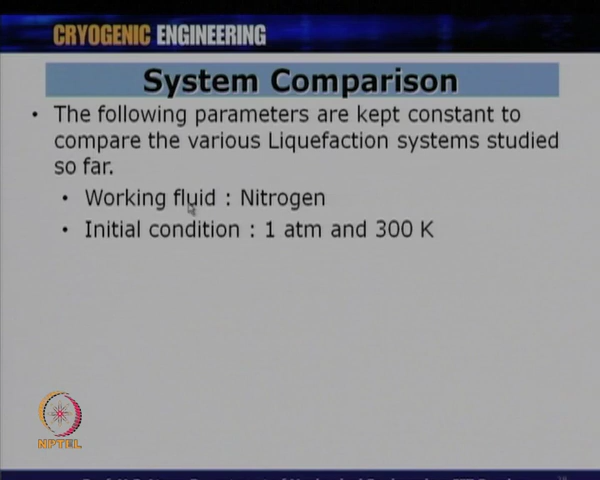 CRYOGENIC ENGINEERING
System Comparison
• The following parameters are kept constant to
compare the various Liquefaction systems studied
so far.
• Working fluid : Nitrogen
• Initial condition : 1 atm and 300 K
NPTEL